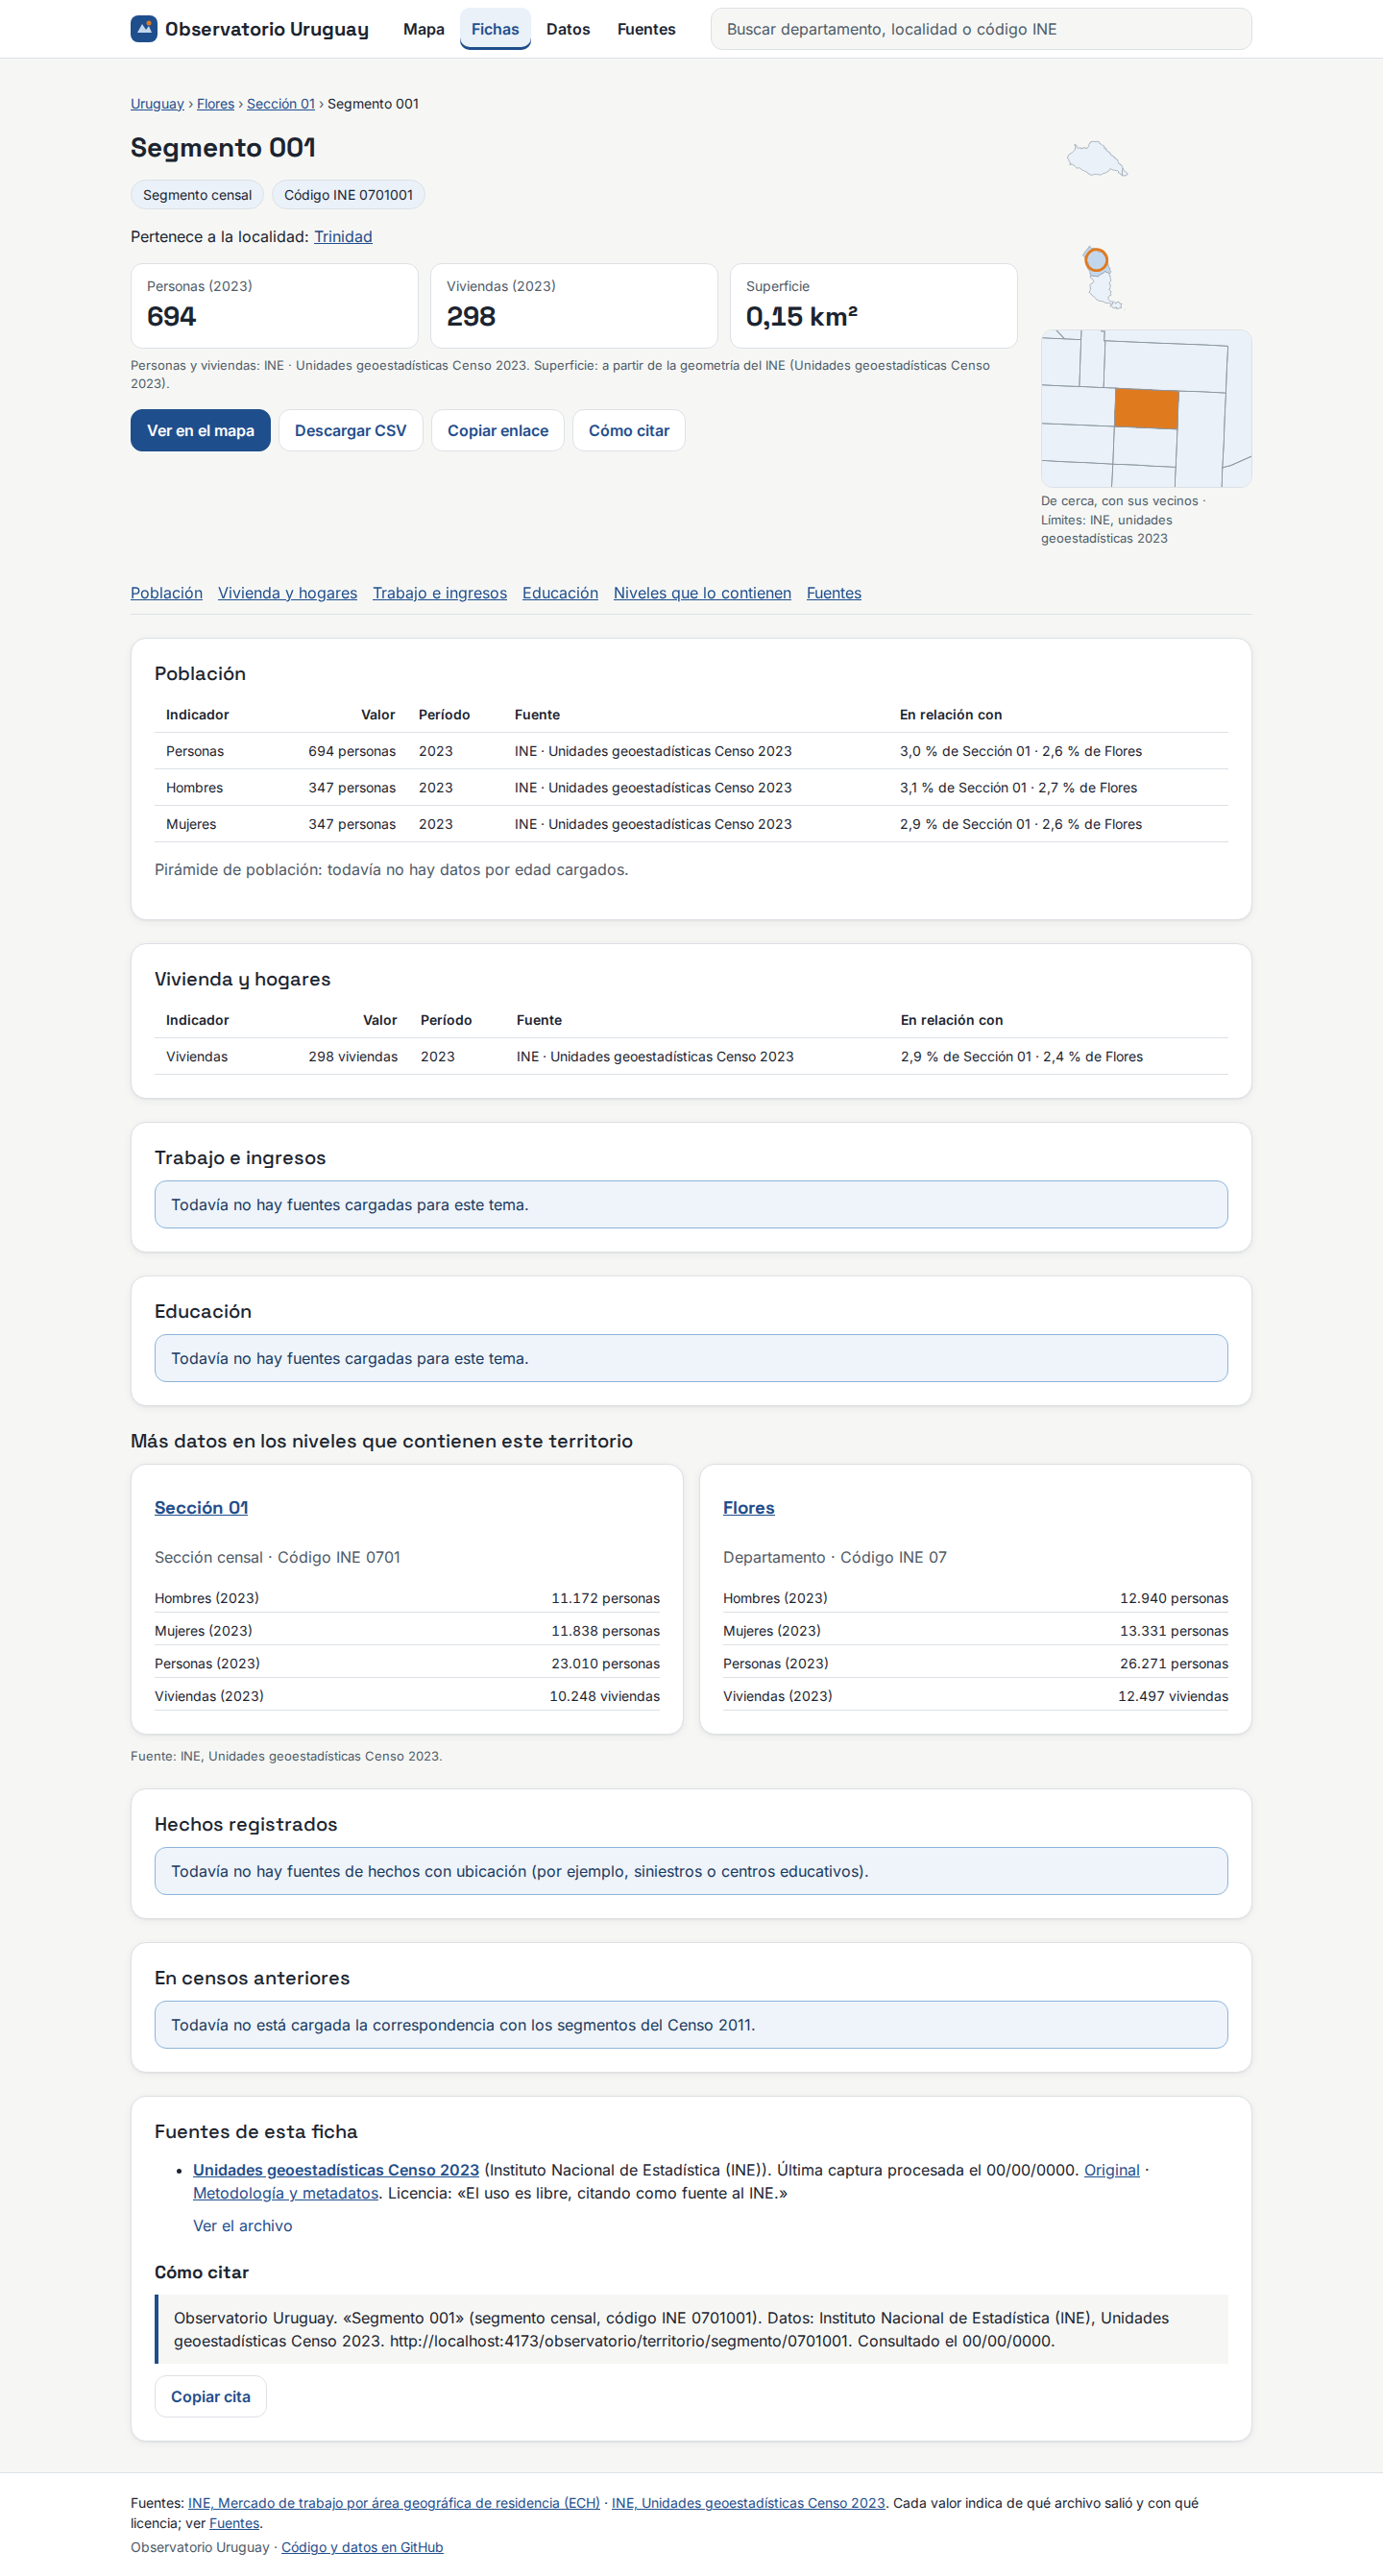 Observatorio Uruguay
Mapa
Fichas
Datos
Fuentes
Buscar departamento, localidad o código INE
Uruguay › Flores › Sección 01 › Segmento 001
Segmento 001
Segmento censal
Código INE 0701001
Pertenece a la localidad: Trinidad
Personas (2023)
694
Viviendas (2023)
298
Superficie
0,15 km²
Personas y viviendas: INE · Unidades geoestadísticas Censo 2023. Superficie: a partir de la geometría del INE (Unidades geoestadísticas Censo
2023).
Ver en el mapa
Descargar CSV
Copiar enlace
Cómo citar
De cerca, con sus vecinos ·
Límites: INE, unidades
geoestadísticas 2023
Población Vivienda y hogares Trabajo e ingresos Educación Niveles que lo contienen Fuentes
Población
Indicador Valor Período Fuente En relación con
Personas 694 personas 2023 INE · Unidades geoestadísticas Censo 2023 3,0 % de Sección 01 · 2,6 % de Flores
Hombres 347 personas 2023 INE · Unidades geoestadísticas Censo 2023 3,1 % de Sección 01 · 2,7 % de Flores
Mujeres 347 personas 2023 INE · Unidades geoestadísticas Censo 2023 2,9 % de Sección 01 · 2,6 % de Flores
Pirámide de población: todavía no hay datos por edad cargados.
Vivienda y hogares
Indicador Valor Período Fuente En relación con
Viviendas 298 viviendas 2023 INE · Unidades geoestadísticas Censo 2023 2,9 % de Sección 01 · 2,4 % de Flores
Trabajo e ingresos
Todavía no hay fuentes cargadas para este tema.
Educación
Todavía no hay fuentes cargadas para este tema.
Más datos en los niveles que contienen este territorio
Sección 01
Sección censal · Código INE 0701
Hombres (2023) 11.172 personas
Mujeres (2023) 11.838 personas
Personas (2023) 23.010 personas
Viviendas (2023) 10.248 viviendas
Flores
Departamento · Código INE 07
Hombres (2023) 12.940 personas
Mujeres (2023) 13.331 personas
Personas (2023) 26.271 personas
Viviendas (2023) 12.497 viviendas
Fuente: INE, Unidades geoestadísticas Censo 2023.
Hechos registrados
Todavía no hay fuentes de hechos con ubicación (por ejemplo, siniestros o centros educativos).
En censos anteriores
Todavía no está cargada la correspondencia con los segmentos del Censo 2011.
Fuentes de esta ficha
• Unidades geoestadísticas Censo 2023 (Instituto Nacional de Estadística (INE)). Última captura procesada el 00/00/0000. Original ·
Metodología y metadatos. Licencia: «El uso es libre, citando como fuente al INE.»
Ver el archivo
Cómo citar
Observatorio Uruguay. «Segmento 001» (segmento censal, código INE 0701001). Datos: Instituto Nacional de Estadística (INE), Unidades
geoestadísticas Censo 2023. http://localhost:4173/observatorio/territorio/segmento/0701001. Consultado el 00/00/0000.
Copiar cita
Fuentes: INE, Mercado de trabajo por área geográfica de residencia (ECH) · INE, Unidades geoestadísticas Censo 2023. Cada valor indica de qué archivo salió y con qué
licencia; ver Fuentes.
Observatorio Uruguay · Código y datos en GitHub